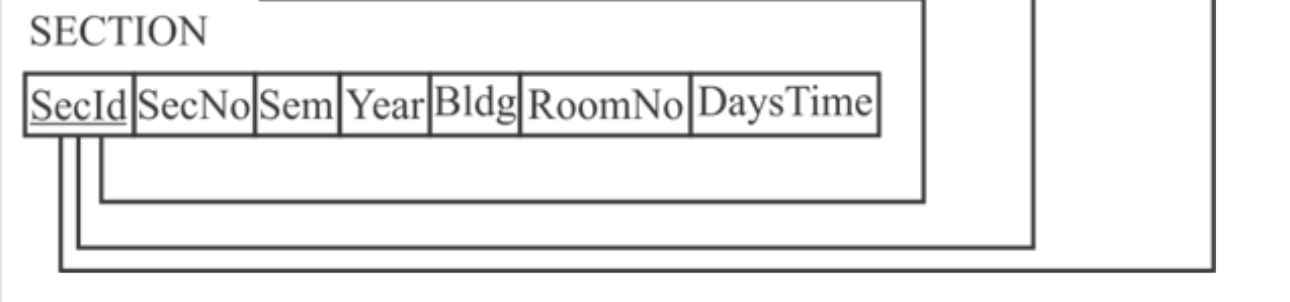 SECTION
SecId SecNo Sem Year Bldg RoomNo DaysTime